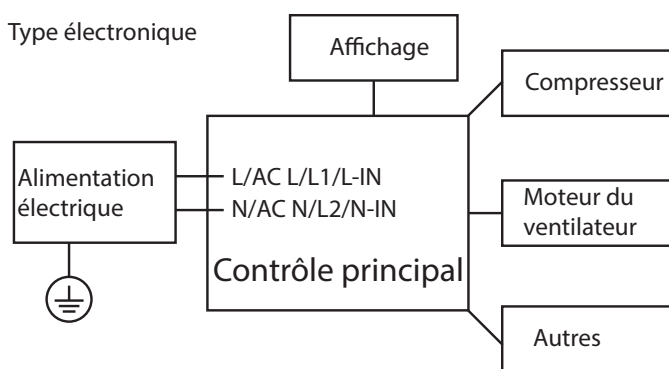 Type électronique
Affichage
Compresseur
Alimentation
électrique
L/AC L/L1/L-IN
N/AC N/L2/N-IN
Moteur du
ventilateur
Contrôle principal
Autres